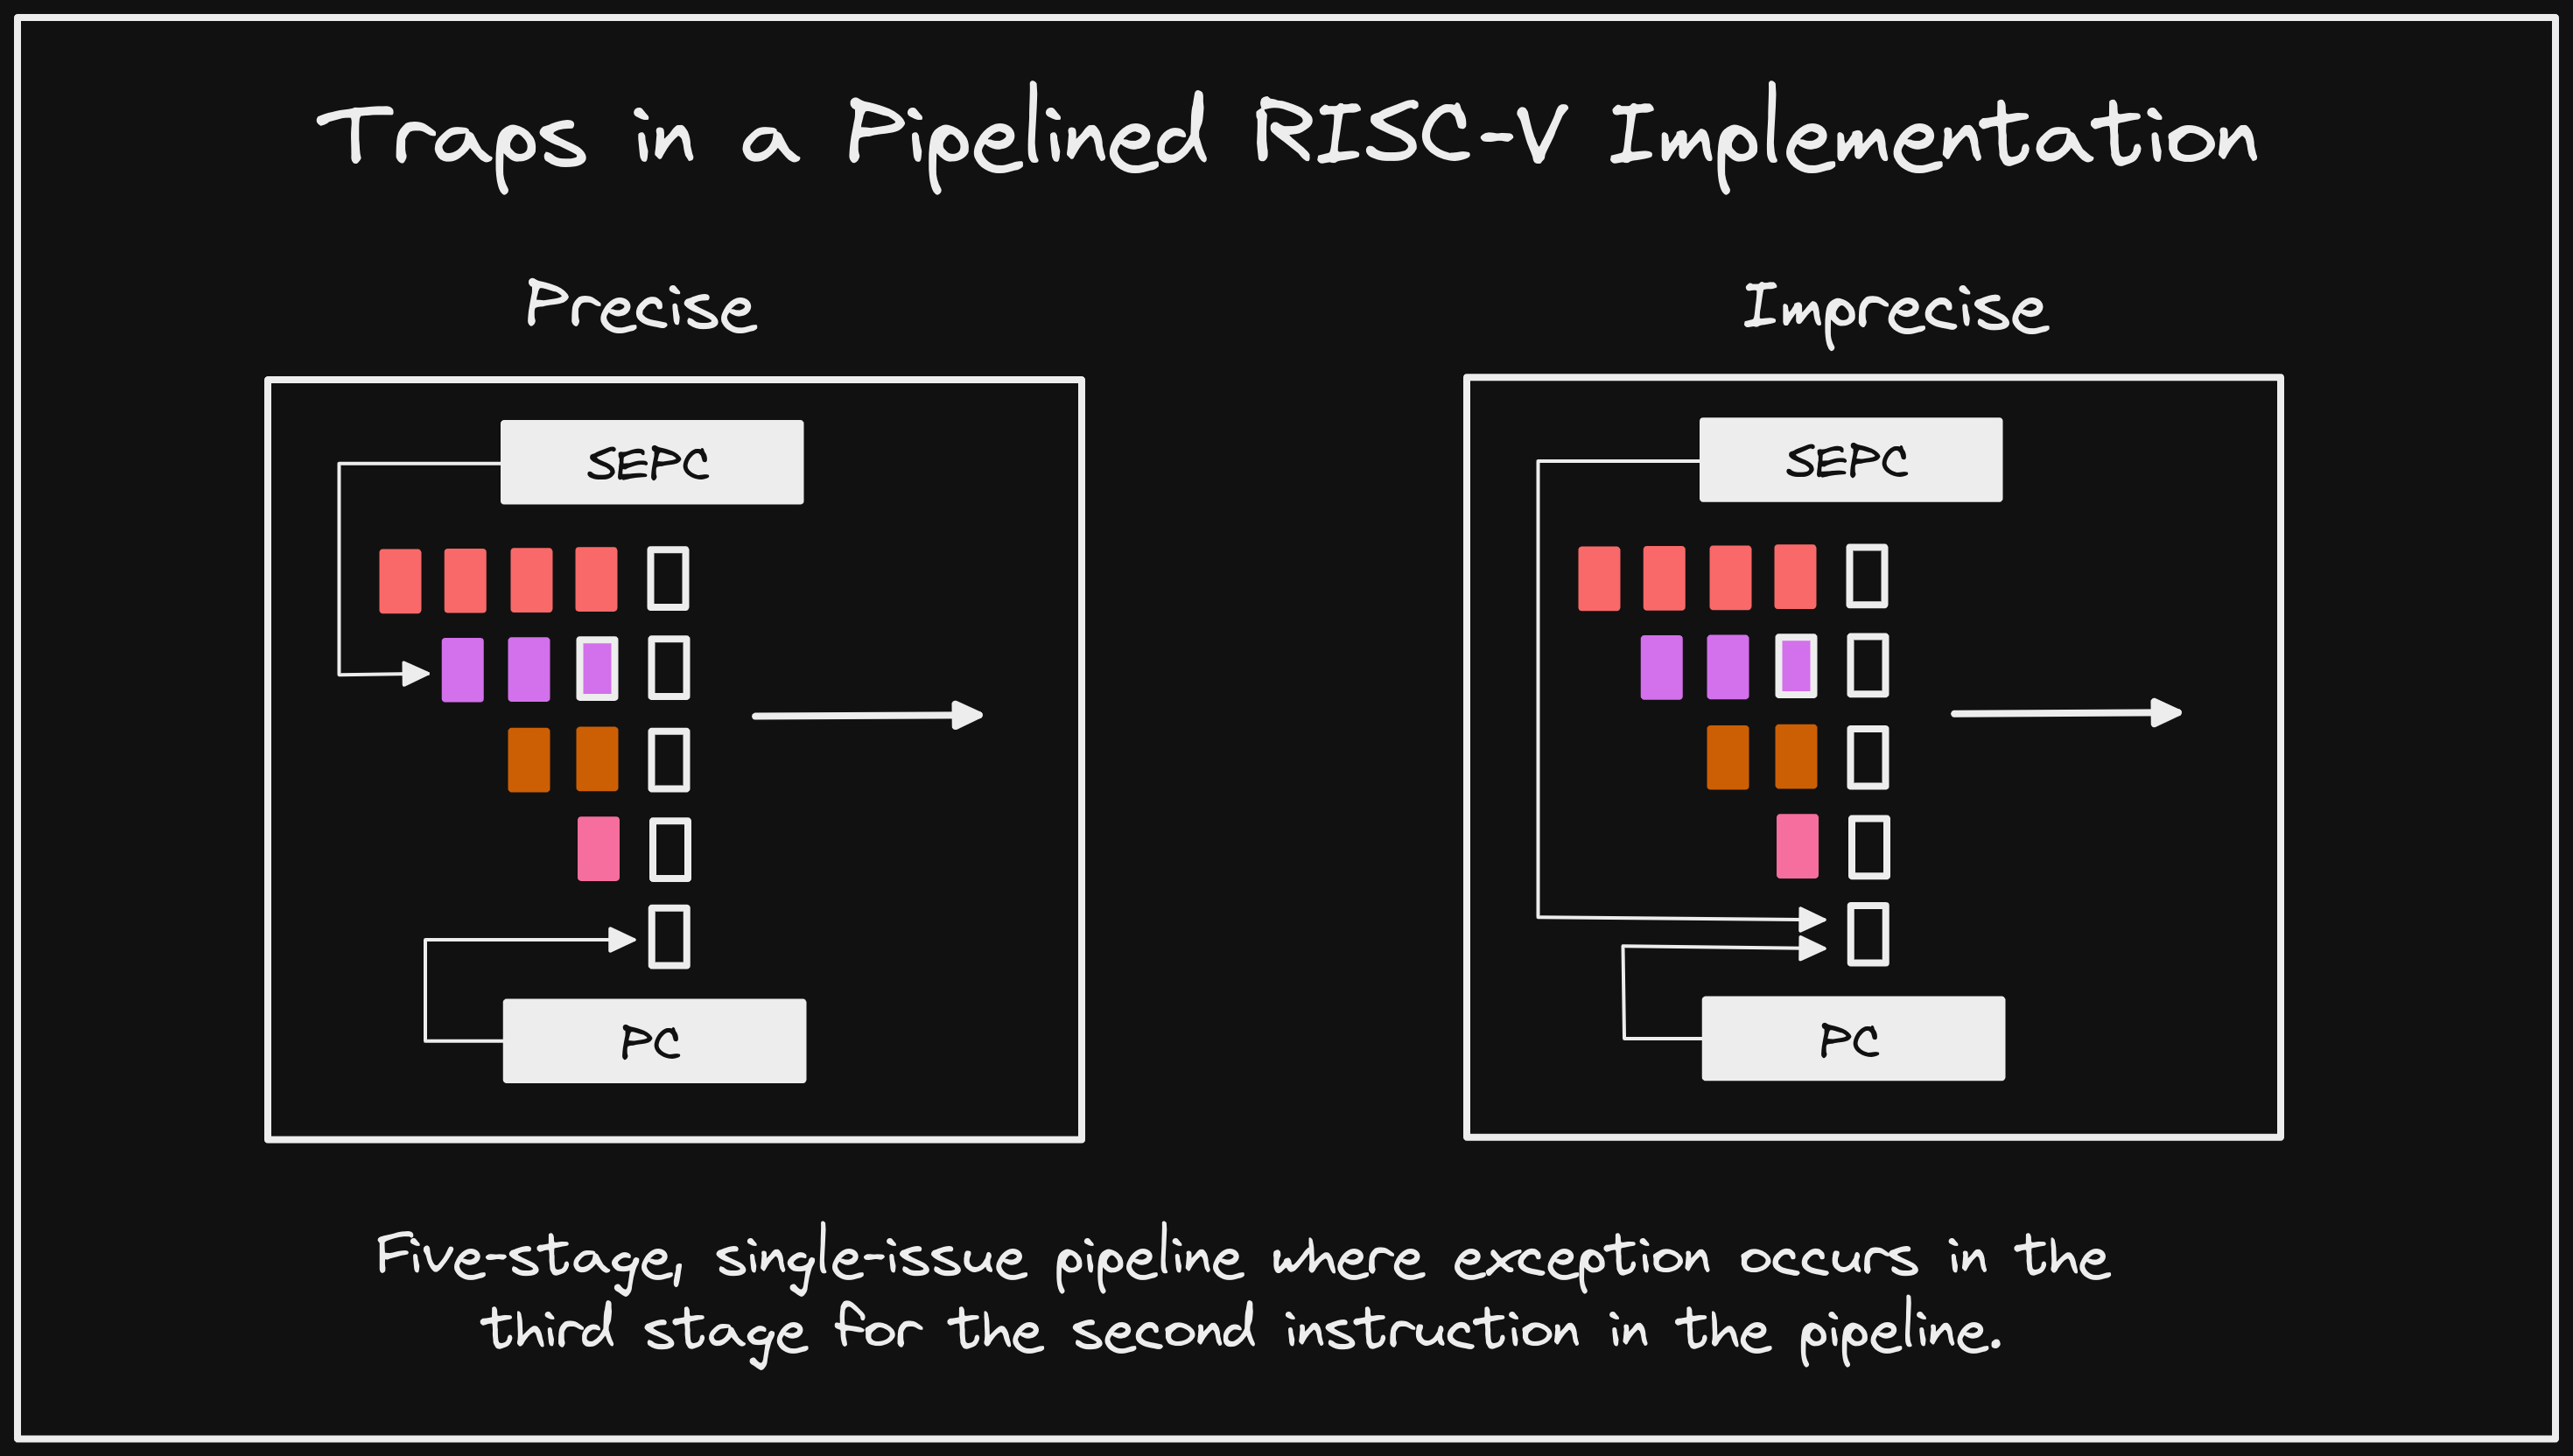 Traps in a Pipelined RISC-V Implementation
Precise
Imprecise
SEPC
SEPC
PC
PC
Five-stage, single-issue pipeline where exception occurs in the
third stage for the second instruction in the pipeline.